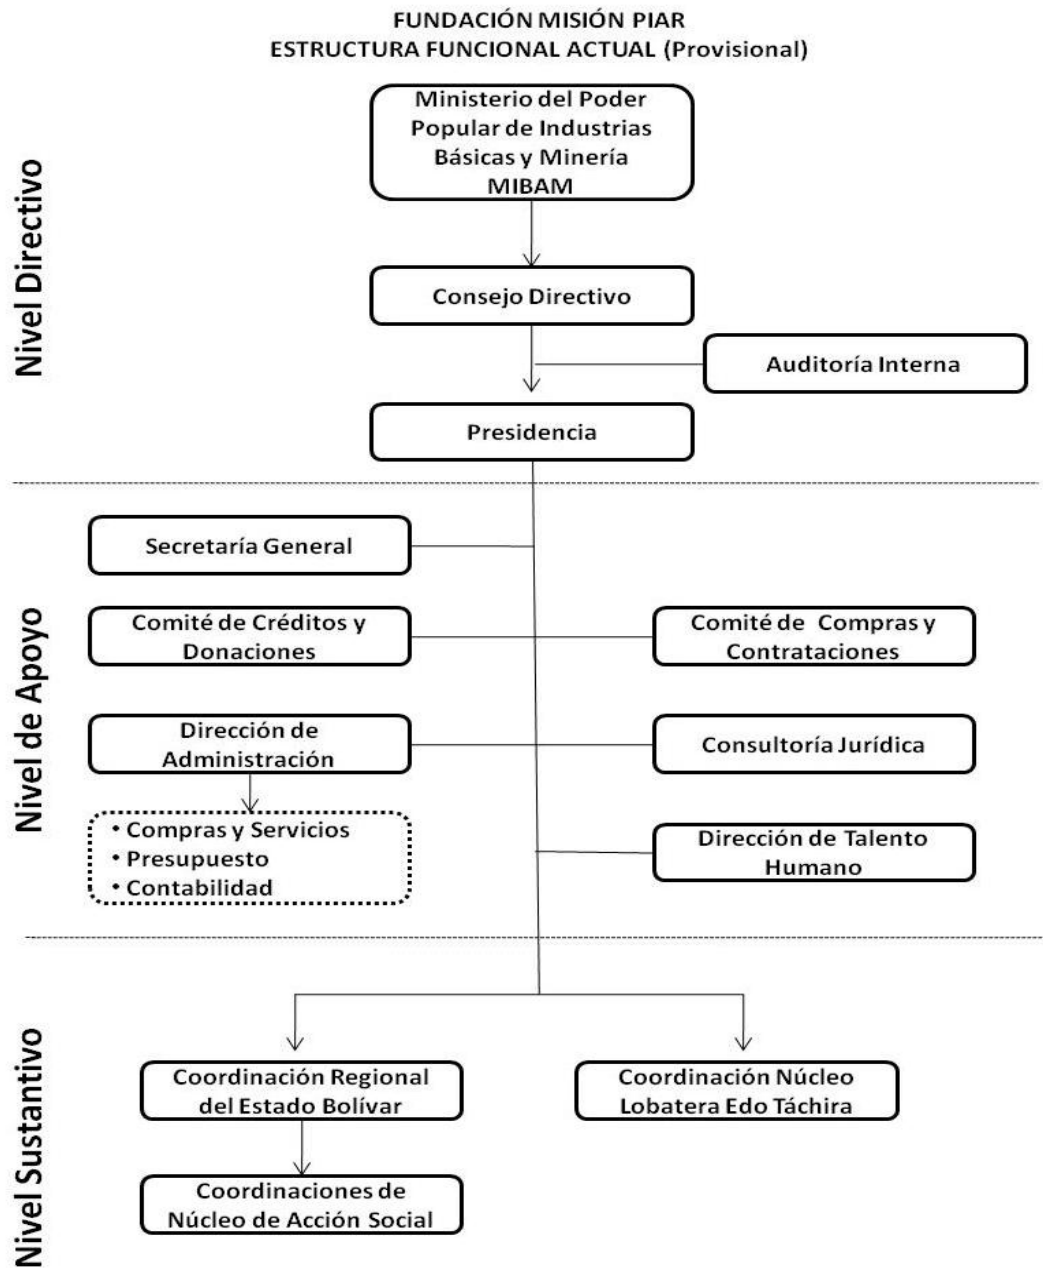 FUNDACIÓN MISIÓN PIAR
ESTRUCTURA FUNCIONAL ACTUAL (Provisional)
Nivel Directivo
Ministerio del Poder
Popular de Industrias
Básicas y Minería
MIBAM
Consejo Directivo
Auditoría Interna
Presidencia
Nivel de Apoyo
Secretaría General
Comité de Créditos y
Donaciones
Comité de Compras y
Contrataciones
Dirección de
Administración
Consultoría Jurídica
• Compras y Servicios
• Presupuesto
• Contabilidad
Dirección de Talento
Humano
Nivel Sustantivo
Coordinación Regional
del Estado Bolívar
Coordinación Núcleo
Lobatera Edo Táchira
Coordinaciones de
Núcleo de Acción Social